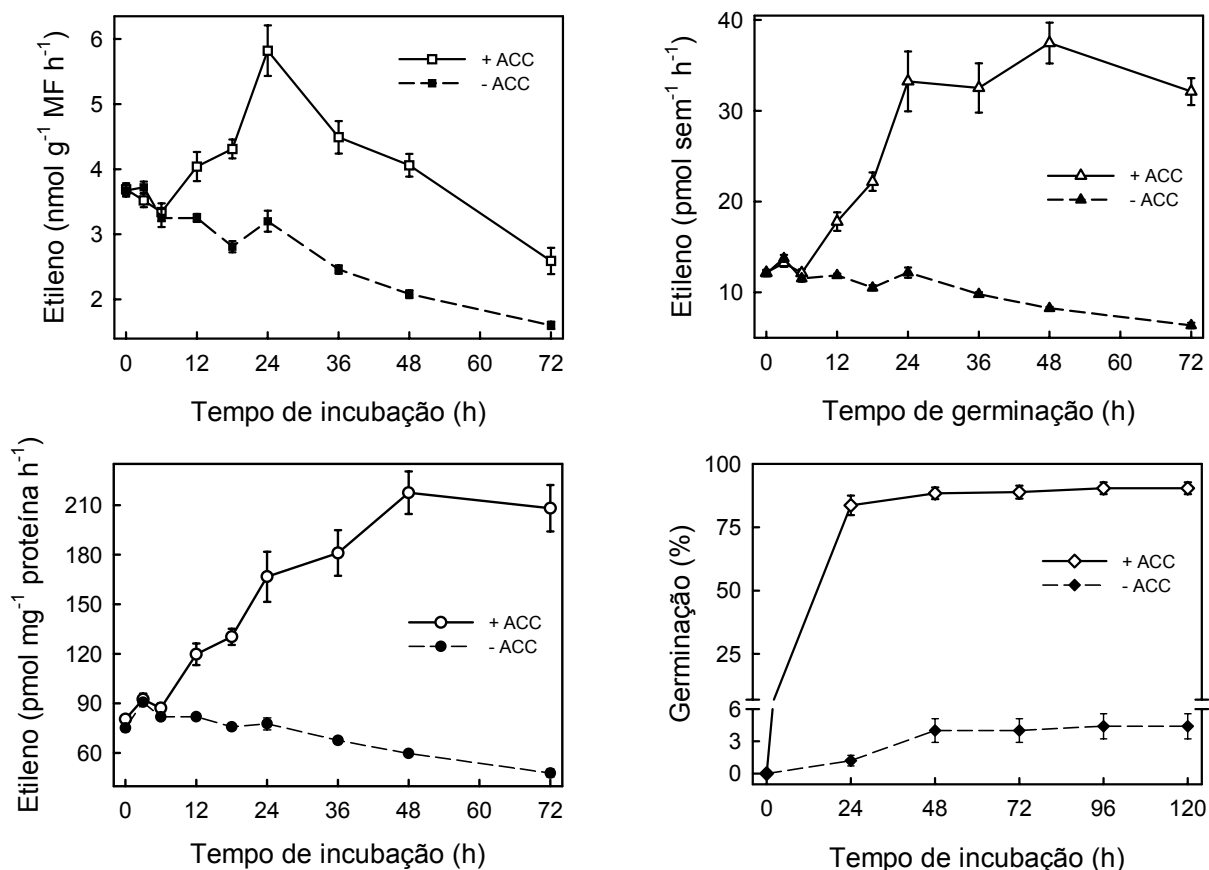 Etileno (nmol g⁻¹ MF h⁻¹)
6
5
4
3
2
+ ACC
- ACC
0 12 24 36 48 60 72
Tempo de incubação (h)
Etileno (pmol sem⁻¹ h⁻¹)
40
30
20
10
+ ACC
- ACC
0 12 24 36 48 60 72
Tempo de germinação (h)
Etileno (pmol mg⁻¹ proteína h⁻¹)
210
180
150
120
90
60
+ ACC
- ACC
0 12 24 36 48 60 72
Tempo de incubação (h)
Germinação (%)
100
75
50
25
6
3
0
+ ACC
- ACC
0 24 48 72 96 120
Tempo de incubação (h)